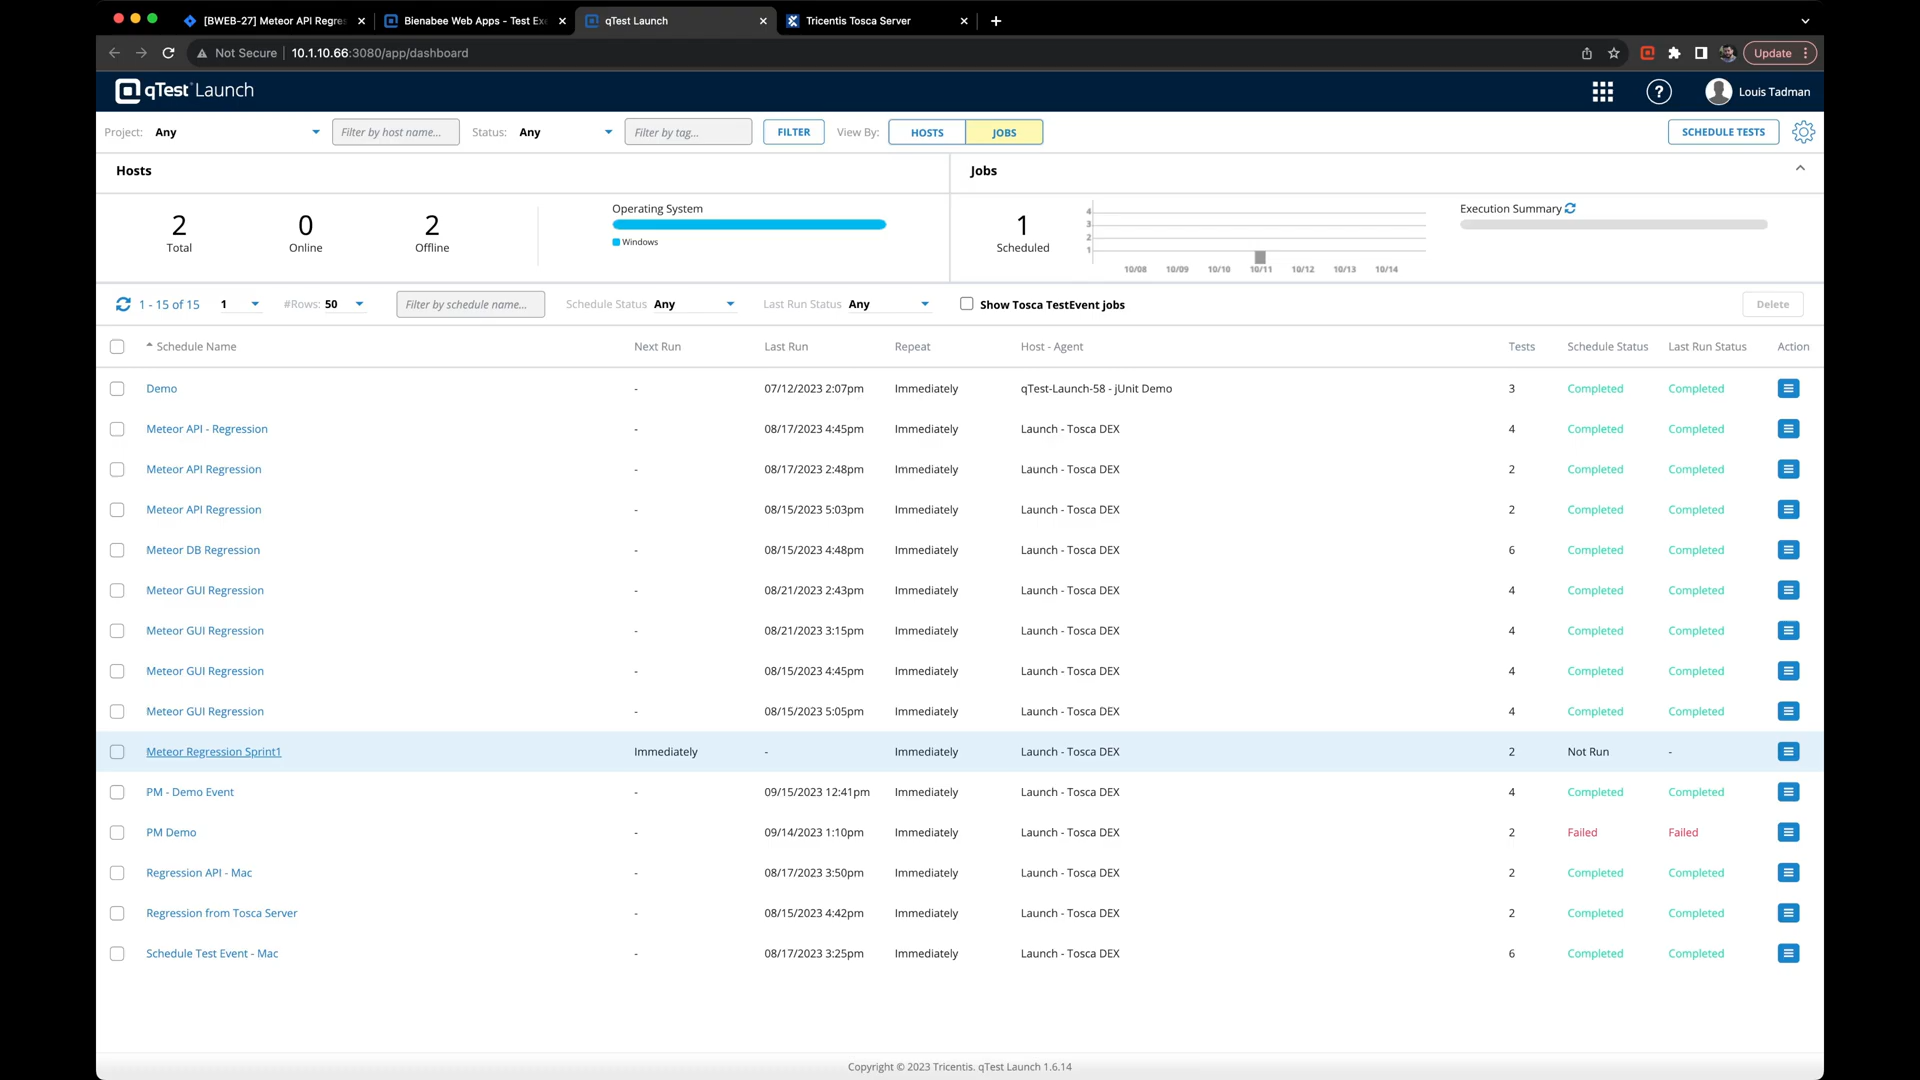 [BWEB-27] Meteor API Regre
Bienabee Web Apps - Test Ex
qTest Launch
Tricentis Tosca Server
Not Secure
10.1.10.66:3080/app/dashboard
Update
qTest Launch
Louis Tadman
Project: Any
Filter by host name...
Status: Any
Filter by tag...
FILTER
View By:
HOSTS
JOBS
SCHEDULE TESTS
Hosts
Jobs
2
Total
0
Online
2
Offline
Operating System
Windows
1
Scheduled
4
3
2
1
10/08 10/09 10/10 10/11 10/12 10/13 10/14
Execution Summary
1 - 15 of 15
1
#Rows: 50
Filter by schedule name...
Schedule Status Any
Last Run Status Any
Show Tosca TestEvent jobs
Delete
Schedule Name Next Run Last Run Repeat Host - Agent Tests Schedule Status Last Run Status Action
Demo - 07/12/2023 2:07pm Immediately qTest-Launch-58 - jUnit Demo 3 Completed Completed
Meteor API - Regression - 08/17/2023 4:45pm Immediately Launch - Tosca DEX 4 Completed Completed
Meteor API Regression - 08/17/2023 2:48pm Immediately Launch - Tosca DEX 2 Completed Completed
Meteor API Regression - 08/15/2023 5:03pm Immediately Launch - Tosca DEX 2 Completed Completed
Meteor DB Regression - 08/15/2023 4:48pm Immediately Launch - Tosca DEX 6 Completed Completed
Meteor GUI Regression - 08/21/2023 2:43pm Immediately Launch - Tosca DEX 4 Completed Completed
Meteor GUI Regression - 08/21/2023 3:15pm Immediately Launch - Tosca DEX 4 Completed Completed
Meteor GUI Regression - 08/15/2023 4:45pm Immediately Launch - Tosca DEX 4 Completed Completed
Meteor GUI Regression - 08/15/2023 5:05pm Immediately Launch - Tosca DEX 4 Completed Completed
Meteor Regression Sprint1 Immediately - Immediately Launch - Tosca DEX 2 Not Run -
PM - Demo Event - 09/15/2023 12:41pm Immediately Launch - Tosca DEX 4 Completed Completed
PM Demo - 09/14/2023 1:10pm Immediately Launch - Tosca DEX 2 Failed Failed
Regression API - Mac - 08/17/2023 3:50pm Immediately Launch - Tosca DEX 2 Completed Completed
Regression from Tosca Server - 08/15/2023 4:42pm Immediately Launch - Tosca DEX 2 Completed Completed
Schedule Test Event - Mac - 08/17/2023 3:25pm Immediately Launch - Tosca DEX 6 Completed Completed
Copyright © 2023 Tricentis. qTest Launch 1.6.14